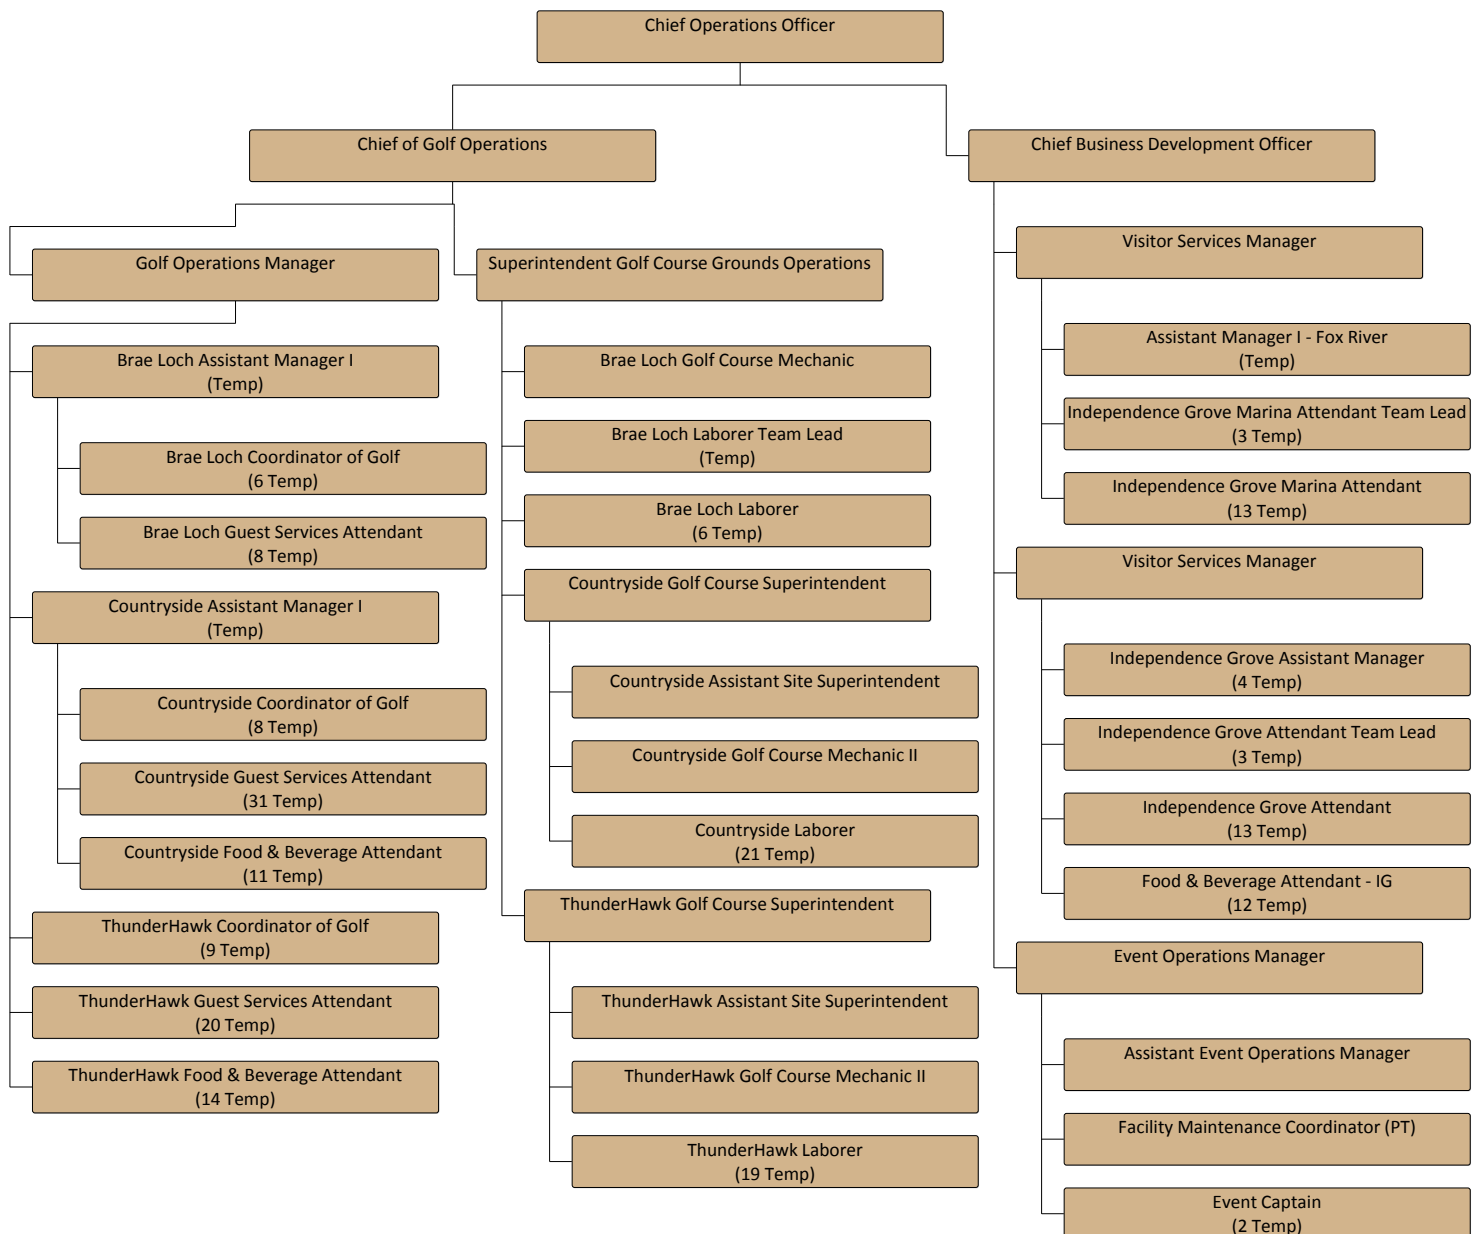 Chief Operations Officer
Chief of Golf Operations
Golf Operations Manager
Brae Loch Assistant Manager I
(Temp)
Brae Loch Coordinator of Golf
(6 Temp)
Brae Loch Guest Services Attendant
(8 Temp)
Countryside Assistant Manager I
(Temp)
Countryside Coordinator of Golf
(8 Temp)
Countryside Guest Services Attendant
(31 Temp)
Countryside Food & Beverage Attendant
(11 Temp)
ThunderHawk Coordinator of Golf
(9 Temp)
ThunderHawk Guest Services Attendant
(20 Temp)
ThunderHawk Food & Beverage Attendant
(14 Temp)
Superintendent Golf Course Grounds Operations
Brae Loch Golf Course Mechanic
Brae Loch Laborer Team Lead
(Temp)
Brae Loch Laborer
(6 Temp)
Countryside Golf Course Superintendent
Countryside Assistant Site Superintendent
Countryside Golf Course Mechanic II
Countryside Laborer
(21 Temp)
ThunderHawk Golf Course Superintendent
ThunderHawk Assistant Site Superintendent
ThunderHawk Golf Course Mechanic II
ThunderHawk Laborer
(19 Temp)
Chief Business Development Officer
Visitor Services Manager
Assistant Manager I - Fox River
(Temp)
Independence Grove Marina Attendant Team Lead
(3 Temp)
Independence Grove Marina Attendant
(13 Temp)
Visitor Services Manager
Independence Grove Assistant Manager
(4 Temp)
Independence Grove Attendant Team Lead
(3 Temp)
Independence Grove Attendant
(13 Temp)
Food & Beverage Attendant - IG
(12 Temp)
Event Operations Manager
Assistant Event Operations Manager
Facility Maintenance Coordinator (PT)
Event Captain
(2 Temp)